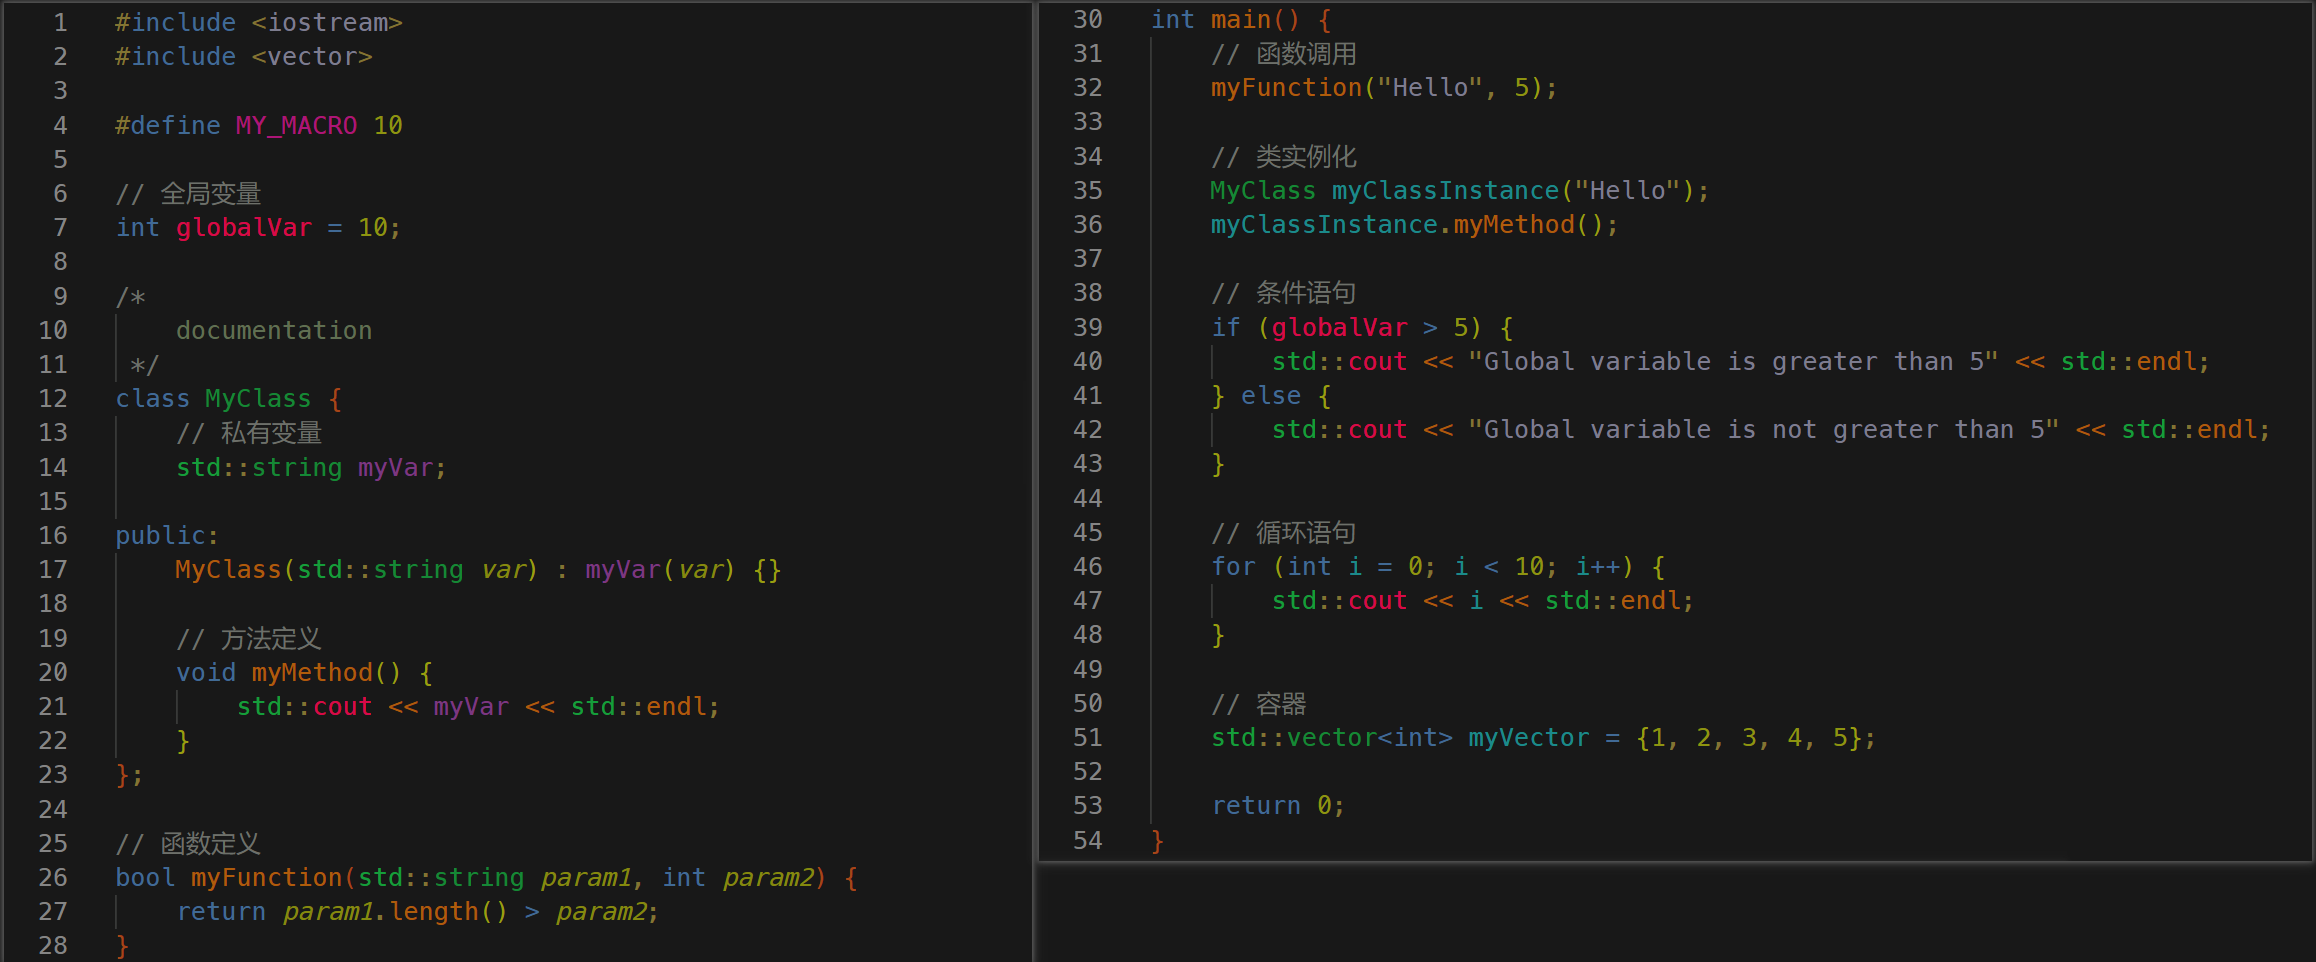 1 #include <iostream>
2 #include <vector>
3
4 #define MY_MACRO 10
5
6 // 全局变量
7 int globalVar = 10;
8
9 /*
10     documentation
11  */
12 class MyClass {
13     // 私有变量
14     std::string myVar;
15
16 public:
17     MyClass(std::string var) : myVar(var) {}
18
19     // 方法定义
20     void myMethod() {
21         std::cout << myVar << std::endl;
22     }
23 };
24
25 // 函数定义
26 bool myFunction(std::string param1, int param2) {
27     return param1.length() > param2;
28 }
30 int main() {
31     // 函数调用
32     myFunction("Hello", 5);
33
34     // 类实例化
35     MyClass myClassInstance("Hello");
36     myClassInstance.myMethod();
37
38     // 条件语句
39     if (globalVar > 5) {
40         std::cout << "Global variable is greater than 5" << std::endl;
41     } else {
42         std::cout << "Global variable is not greater than 5" << std::endl;
43     }
44
45     // 循环语句
46     for (int i = 0; i < 10; i++) {
47         std::cout << i << std::endl;
48     }
49
50     // 容器
51     std::vector<int> myVector = {1, 2, 3, 4, 5};
52
53     return 0;
54 }